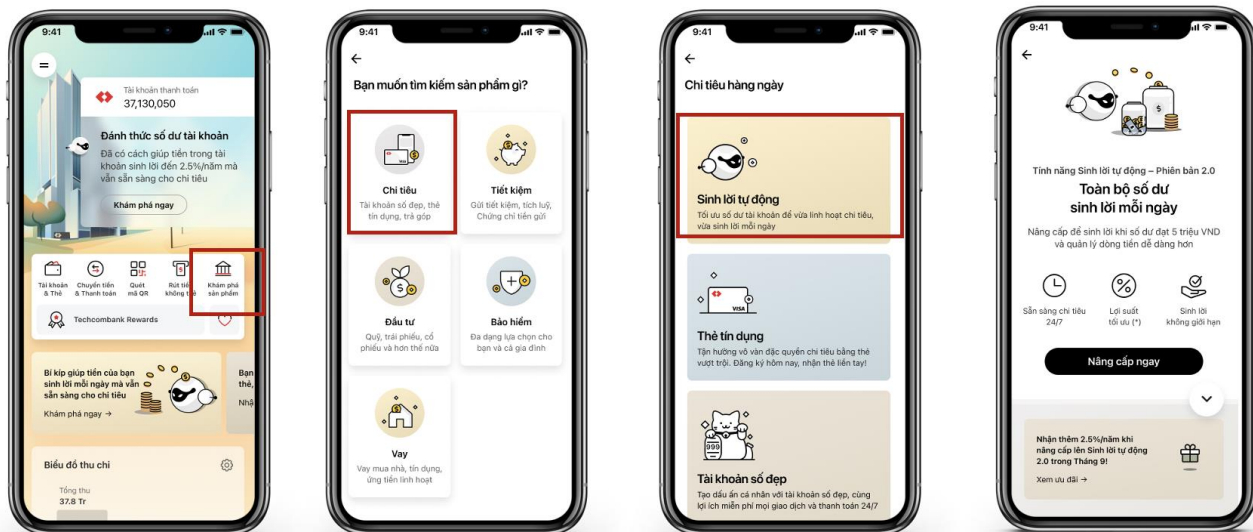 9:41
Tài khoản thanh toán
37,130,050
Đánh thức số dư tài khoản
Đã có cách giúp tiền trong tài
khoản sinh lời đến 2.5%/năm mà
vẫn sẵn sàng cho chi tiêu
Khám phá ngay
Tài khoản
& Thẻ
Chuyển tiền
& Thanh toán
Quét
mã QR
Rút tiền
không thẻ
Khám phá
sản phẩm
Techcombank Rewards
Bí kíp giúp tiền của bạn
sinh lời mỗi ngày mà vẫn
sẵn sàng cho chi tiêu
Khám phá ngay →
Bạn
thẻ,
Nhậ
Biểu đồ thu chi
Tổng thu
37.8 Tr
9:41
Bạn muốn tìm kiếm sản phẩm gì?
VISA
Chi tiêu
Tài khoản số đẹp, thẻ
tín dụng, trả góp
Tiết kiệm
Gửi tiết kiệm, tích luỹ,
Chứng chỉ tiền gửi
Đầu tư
Quỹ, trái phiếu, cổ
phiếu và hơn thế nữa
Bảo hiểm
Đa dạng lựa chọn cho
bạn và cả gia đình
Vay
Vay mua nhà, tín dụng,
ứng tiền linh hoạt
9:41
Chi tiêu hàng ngày
Sinh lời tự động
Tối ưu số dư tài khoản để vừa linh hoạt chi tiêu,
vừa sinh lời mỗi ngày
VISA
Thẻ tín dụng
Tận hưởng vô vàn đặc quyền chi tiêu bằng thẻ
vượt trội. Đăng ký hôm nay, nhận thẻ liền tay!
999
Tài khoản số đẹp
Tạo dấu ấn cá nhân với tài khoản số đẹp, cùng
lợi ích miễn phí mọi giao dịch và thanh toán 24/7
9:41
Tính năng Sinh lời tự động – Phiên bản 2.0
Toàn bộ số dư
sinh lời mỗi ngày
Nâng cấp để sinh lời khi số dư đạt 5 triệu VND
và quản lý dòng tiền dễ dàng hơn
Sẵn sàng chi tiêu
24/7
Lợi suất
tối ưu (*)
Sinh lời
không giới hạn
Nâng cấp ngay
Nhận thêm 2.5%/năm khi
nâng cấp lên Sinh lời tự động
2.0 trong Tháng 9!
Xem ưu đãi →